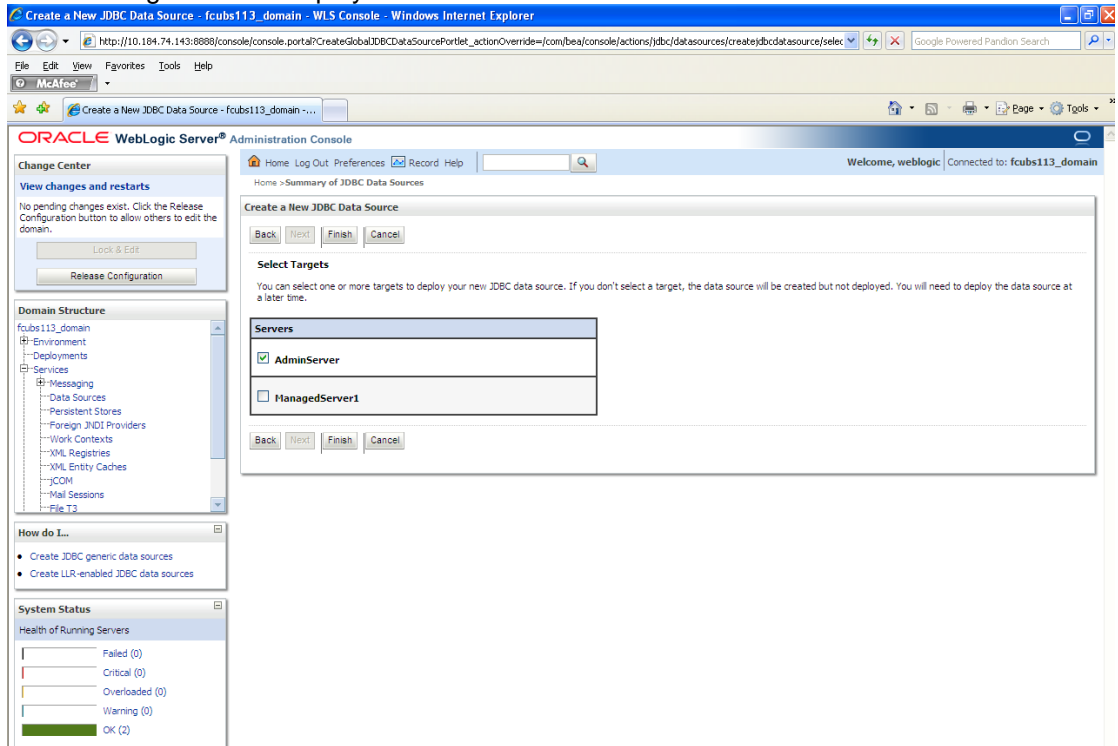 Create a New JDBC Data Source - fcubs113_domain - WLS Console - Windows Internet Explorer
http://10.184.74.143:8888/console/console.portal?CreateGlobalJDBCDataSourcePortlet_actionOverride=/com/bea/console/actions/jdbc/datasources/createjdbcdatasource/selec
Google Powered Pandion Search
File Edit View Favorites Tools Help
McAfee
Create a New JDBC Data Source - fcubs113_domain -...
Page Tools
ORACLE WebLogic Server® Administration Console
Change Center
View changes and restarts
No pending changes exist. Click the Release
Configuration button to allow others to edit the
domain.
Lock & Edit
Release Configuration
Domain Structure
fcubs113_domain
Environment
Deployments
Services
Messaging
Data Sources
Persistent Stores
Foreign JNDI Providers
Work Contexts
XML Registries
XML Entity Caches
jCOM
Mail Sessions
File T3
How do I...
Create JDBC generic data sources
Create LLR-enabled JDBC data sources
System Status
Health of Running Servers
Failed (0)
Critical (0)
Overloaded (0)
Warning (0)
OK (2)
Home Log Out Preferences Record Help
Welcome, weblogic Connected to: fcubs113_domain
Home >Summary of JDBC Data Sources
Create a New JDBC Data Source
Back Next Finish Cancel
Select Targets
You can select one or more targets to deploy your new JDBC data source. If you don't select a target, the data source will be created but not deployed. You will need to deploy the data source at
a later time.
Servers
AdminServer
ManagedServer1
Back Next Finish Cancel